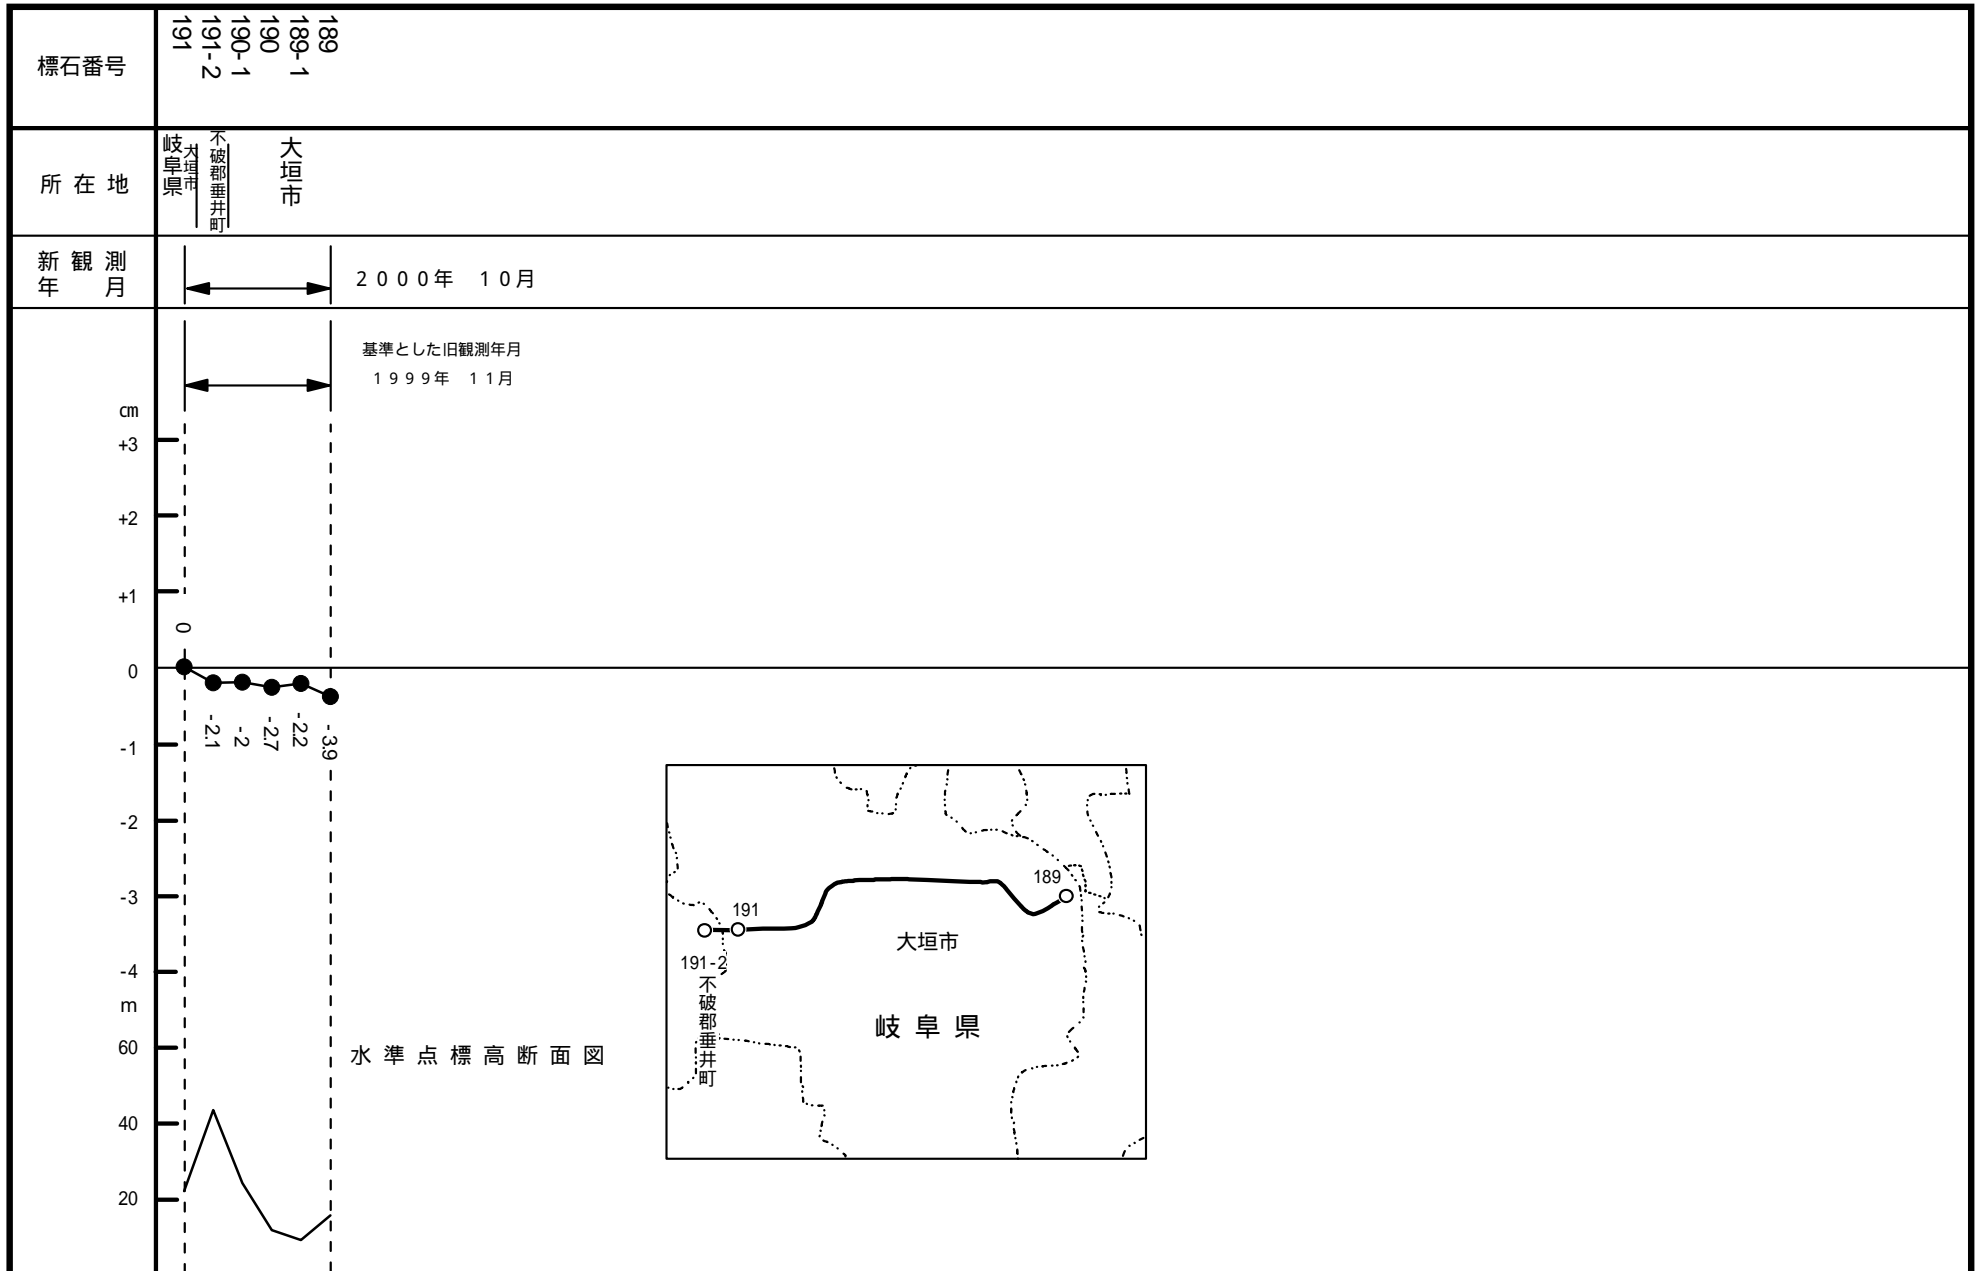 標石番号
191
191-2
190-1
190
189-1
189
所在地
岐阜県
大垣市
不破郡垂井町
大垣市
新観測
年月
2000年 10月
基準とした旧観測年月
1999年 11月
cm
+3
+2
+1
0
0
-2.1
-2
-2.7
-2.2
-3.9
-1
-2
-3
-4
m
60
40
20
水準点標高断面図
189
191
191-2
大垣市
不破郡垂井町
岐阜県